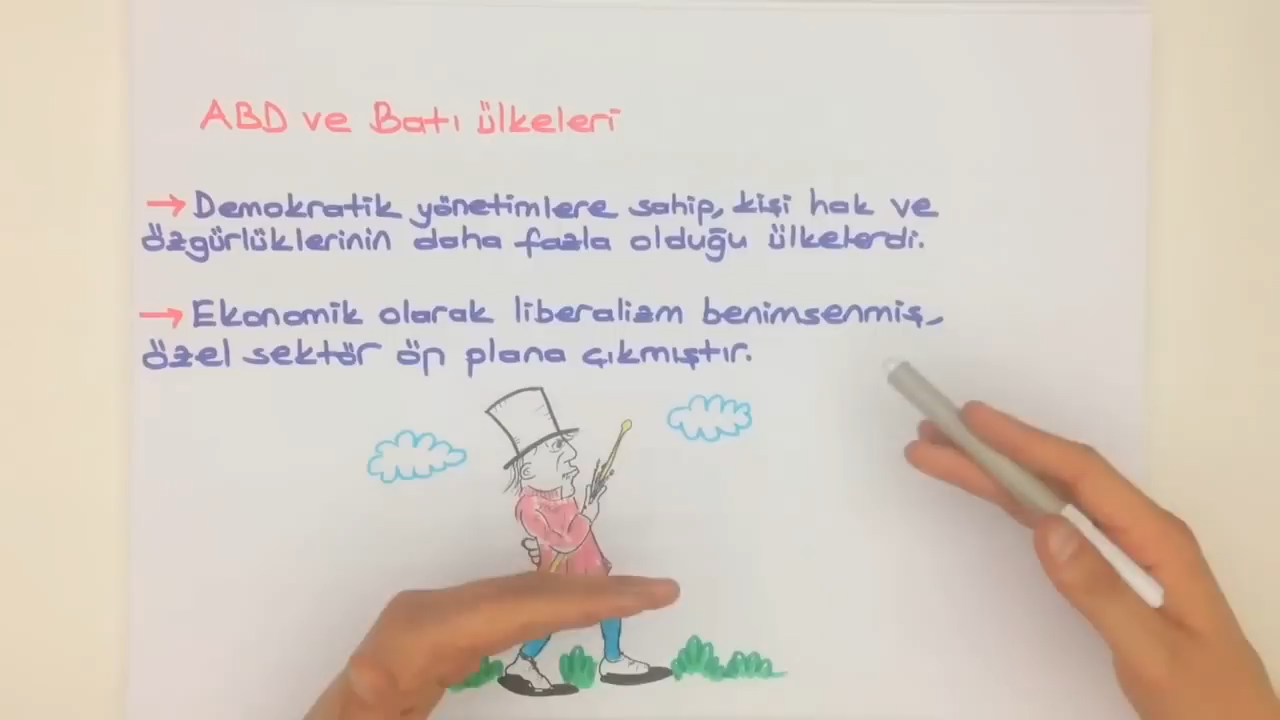 ABD ve Batı ülkeleri
→ Demokratik yönetimlere sahip, kişi hak ve
özgürlüklerinin daha fazla olduğu ülkelerdi.
→ Ekonomik olarak liberalizm benimsenmiş,
özel sektör ön plana çıkmıştır.